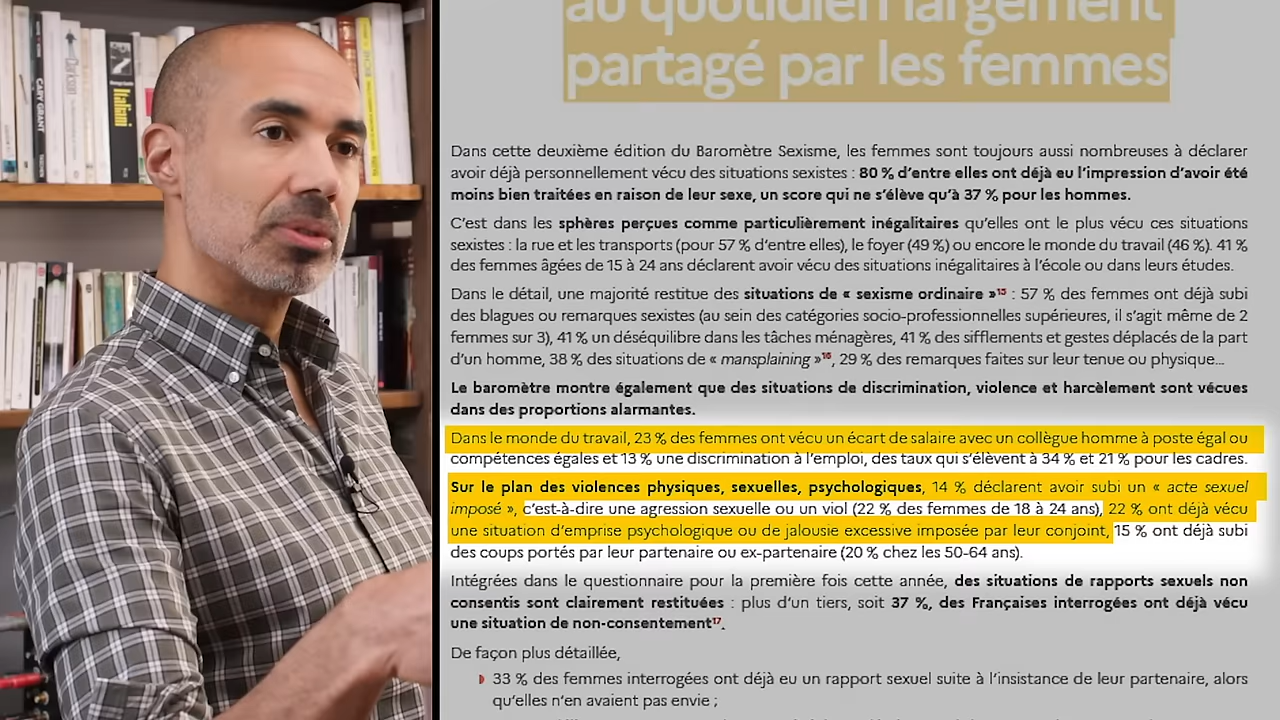 CARY GRANT
Italiani
au quotidien largement
partagé par les femmes
Dans cette deuxième édition du Baromètre Sexisme, les femmes sont toujours aussi nombreuses à déclarer
avoir déjà personnellement vécu des situations sexistes : 80 % d'entre elles ont déjà eu l'impression d'avoir été
moins bien traitées en raison de leur sexe, un score qui ne s'élève qu'à 37 % pour les hommes.
C'est dans les sphères perçues comme particulièrement inégalitaires qu'elles ont le plus vécu ces situations
sexistes : la rue et les transports (pour 57 % d'entre elles), le foyer (49 %) ou encore le monde du travail (46 %). 41 %
des femmes âgées de 15 à 24 ans déclarent avoir vécu des situations inégalitaires à l'école ou dans leurs études.
Dans le détail, une majorité restitue des situations de « sexisme ordinaire »15 : 57 % des femmes ont déjà subi
des blagues ou remarques sexistes (au sein des catégories socio-professionnelles supérieures, il s'agit même de 2
femmes sur 3), 41 % un déséquilibre dans les tâches ménagères, 41 % des sifflements et gestes déplacés de la part
d'un homme, 38 % des situations de « mansplaining »16, 29 % des remarques faites sur leur tenue ou physique...
Le baromètre montre également que des situations de discrimination, violence et harcèlement sont vécues
dans des proportions alarmantes.
Dans le monde du travail, 23 % des femmes ont vécu un écart de salaire avec un collègue homme à poste égal ou
compétences égales et 13 % une discrimination à l'emploi, des taux qui s'élèvent à 34 % et 21 % pour les cadres.
Sur le plan des violences physiques, sexuelles, psychologiques, 14 % déclarent avoir subi un « acte sexuel
imposé », c'est-à-dire une agression sexuelle ou un viol (22 % des femmes de 18 à 24 ans), 22 % ont déjà vécu
une situation d'emprise psychologique ou de jalousie excessive imposée par leur conjoint, 15 % ont déjà subi
des coups portés par leur partenaire ou ex-partenaire (20 % chez les 50-64 ans).
Intégrées dans le questionnaire pour la première fois cette année, des situations de rapports sexuels non
consentis sont clairement restituées : plus d'un tiers, soit 37 %, des Françaises interrogées ont déjà vécu
une situation de non-consentement17.
De façon plus détaillée,
33 % des femmes interrogées ont déjà eu un rapport sexuel suite à l'insistance de leur partenaire, alors
qu'elles n'en avaient pas envie ;